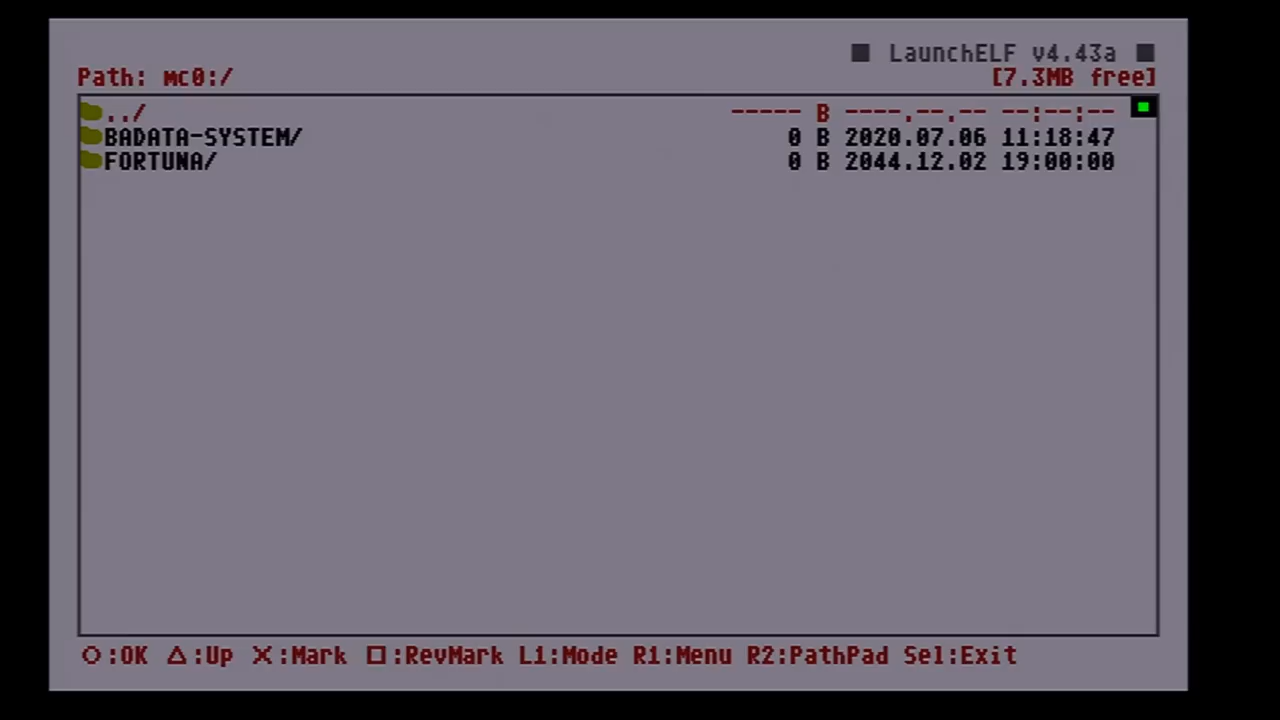 ■ LaunchELF v4.43a ■
Path: mc0:/ [7.3MB free]
../ ----- B ----.--.-- --:--:--
BADATA-SYSTEM/ 0 B 2020.07.06 11:18:47
FORTUNA/ 0 B 2044.12.02 19:00:00
○:OK △:Up ✕:Mark □:RevMark L1:Mode R1:Menu R2:PathPad Sel:Exit